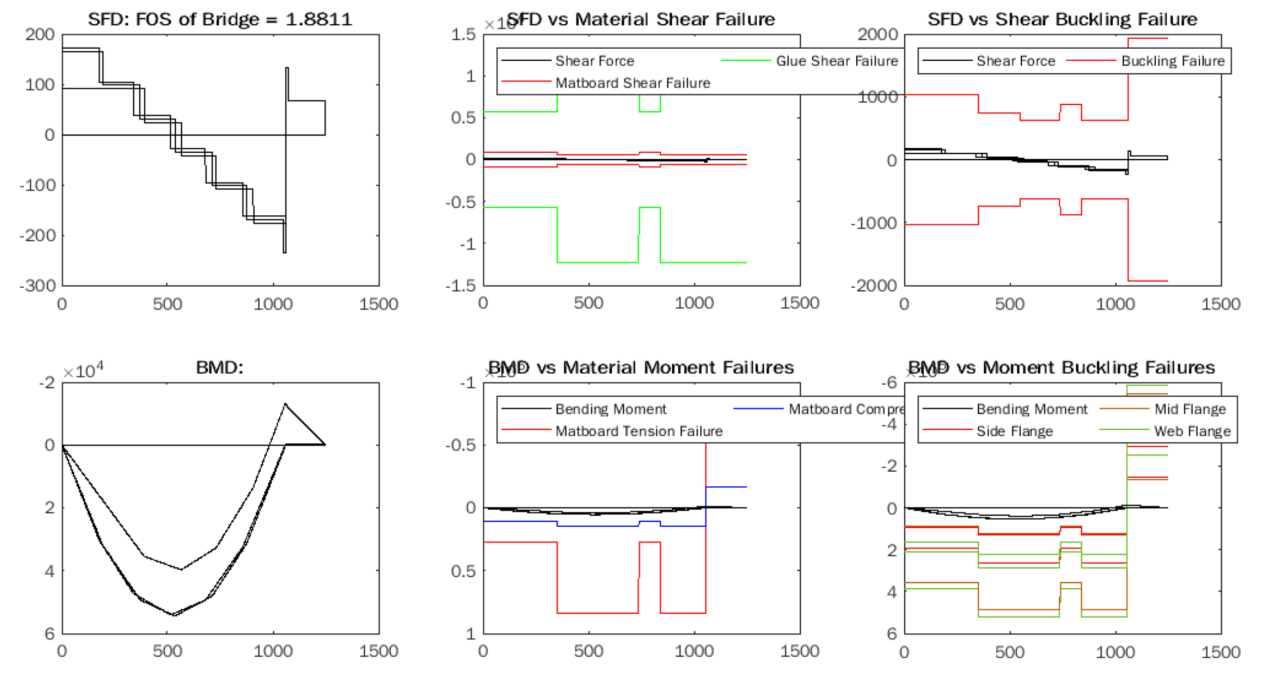 SFD: FOS of Bridge = 1.8811
200
100
0
-100
-200
-300
0 500 1000 1500
SFD vs Material Shear Failure
1.5
1
0.5
0
-0.5
-1
-1.5
Shear Force
Glue Shear Failure
Matboard Shear Failure
0 500 1000 1500
SFD vs Shear Buckling Failure
2000
1000
0
-1000
-2000
Shear Force
Buckling Failure
0 500 1000 1500
BMD:
-2 ×10⁴
0
2
4
6
0 500 1000 1500
BMD vs Material Moment Failures
-1
-0.5
0
0.5
1
Bending Moment
Matboard Compre
Matboard Tension Failure
0 500 1000 1500
BMD vs Moment Buckling Failures
-6
-4
-2
0
2
4
6
Bending Moment
Mid Flange
Side Flange
Web Flange
0 500 1000 1500